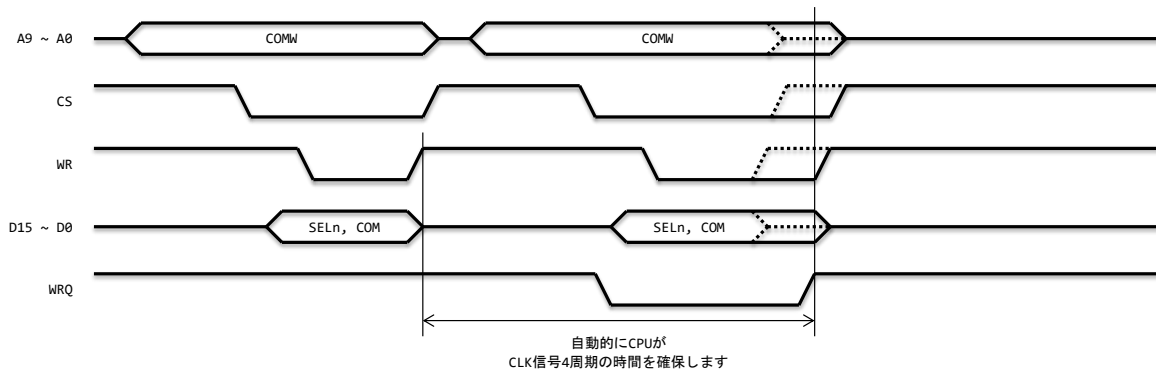 A9 ~ A0
COMW
COMW
CS
WR
D15 ~ D0
SELn, COM
SELn, COM
WRQ
自動的にCPUが
CLK信号4周期の時間を確保します